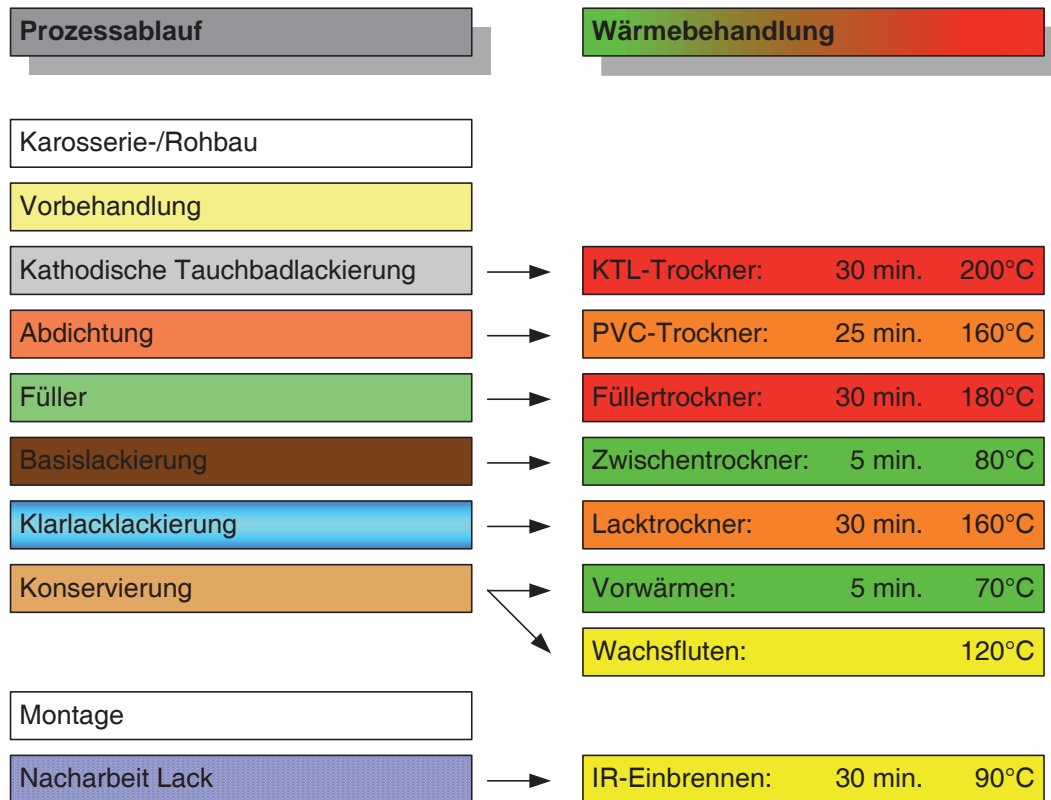 Prozessablauf Wärmebehandlung
Karosserie-/Rohbau
Vorbehandlung
Kathodische Tauchbadlackierung KTL-Trockner: 30 min. 200°C
Abdichtung PVC-Trockner: 25 min. 160°C
Füller Füllertrockner: 30 min. 180°C
Basislackierung Zwischentrockner: 5 min. 80°C
Klarlacklackierung Lacktrockner: 30 min. 160°C
Konservierung Vorwärmen: 5 min. 70°C
Wachsfluten: 120°C
Montage
Nacharbeit Lack IR-Einbrennen: 30 min. 90°C